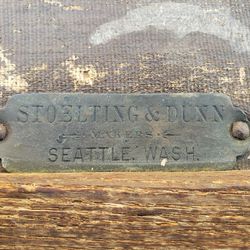 STOELTING & DUNN
MAKERS
SEATTLE, WASH.